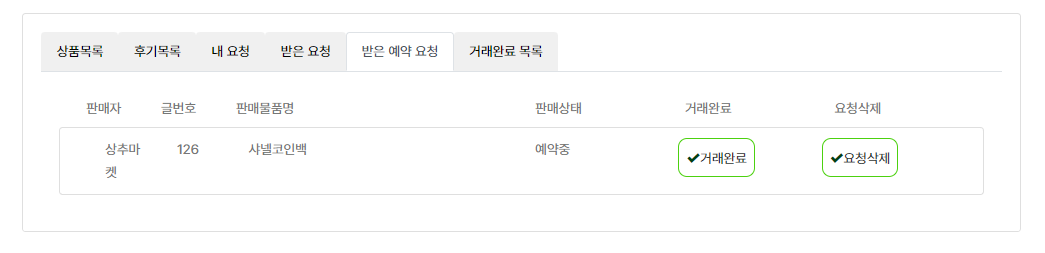 상품목록 후기목록 내 요청 받은 요청 받은 예약 요청 거래완료 목록
판매자 글번호 판매물품명 판매상태 거래완료 요청삭제
상추마켓 126 샤넬코인백 예약중 ✔거래완료 ✔요청삭제